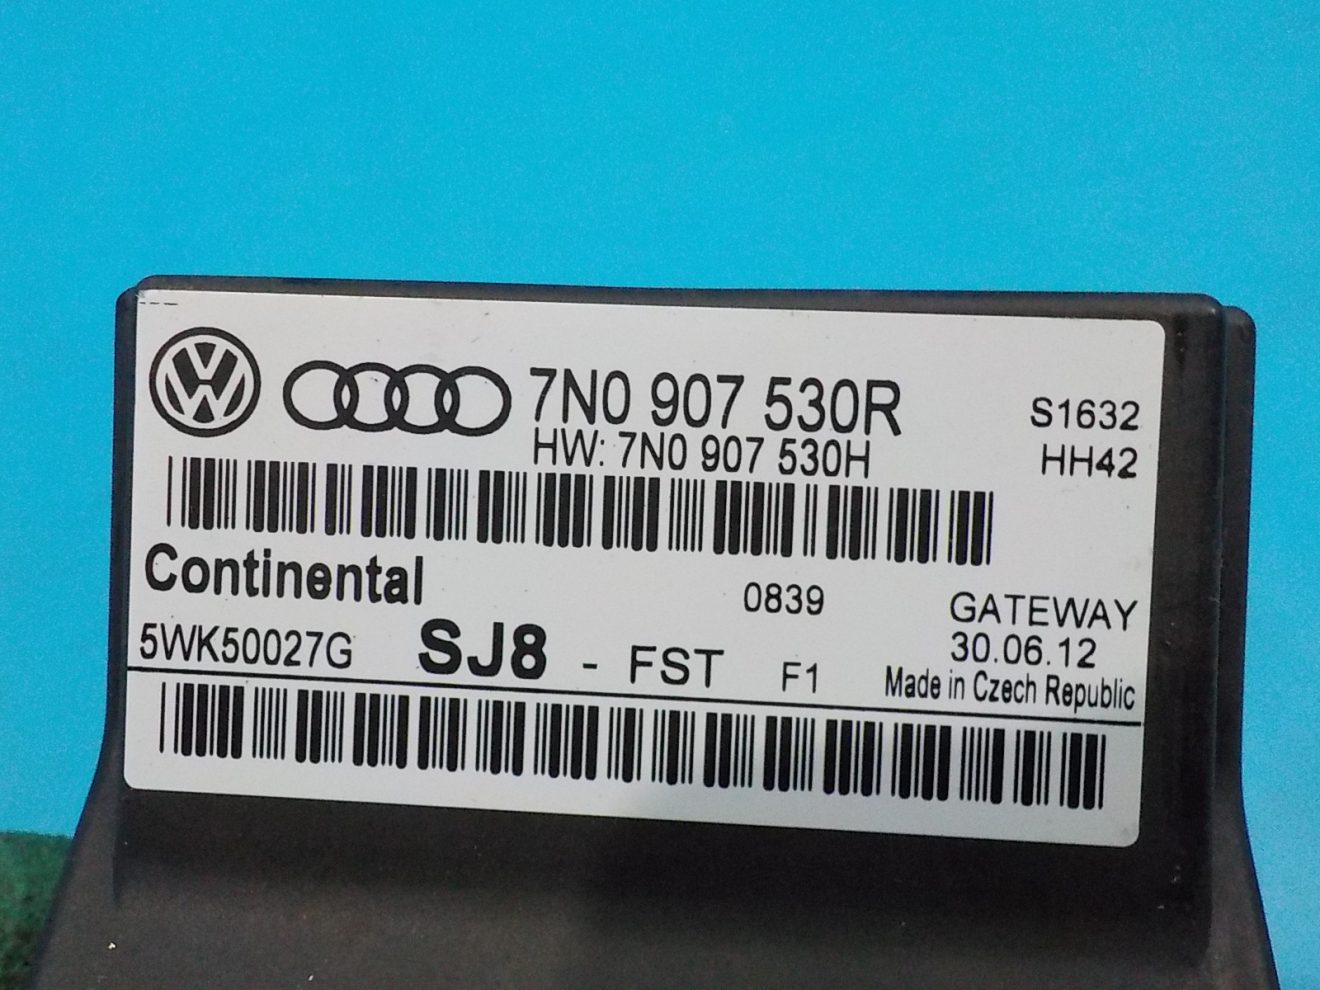 7N0 907 530R
S1632
HW: 7N0 907 530H
HH42
Continental
0839
GATEWAY
5WK50027G
SJ8 - FST F1
30.06.12
Made in Czech Republic